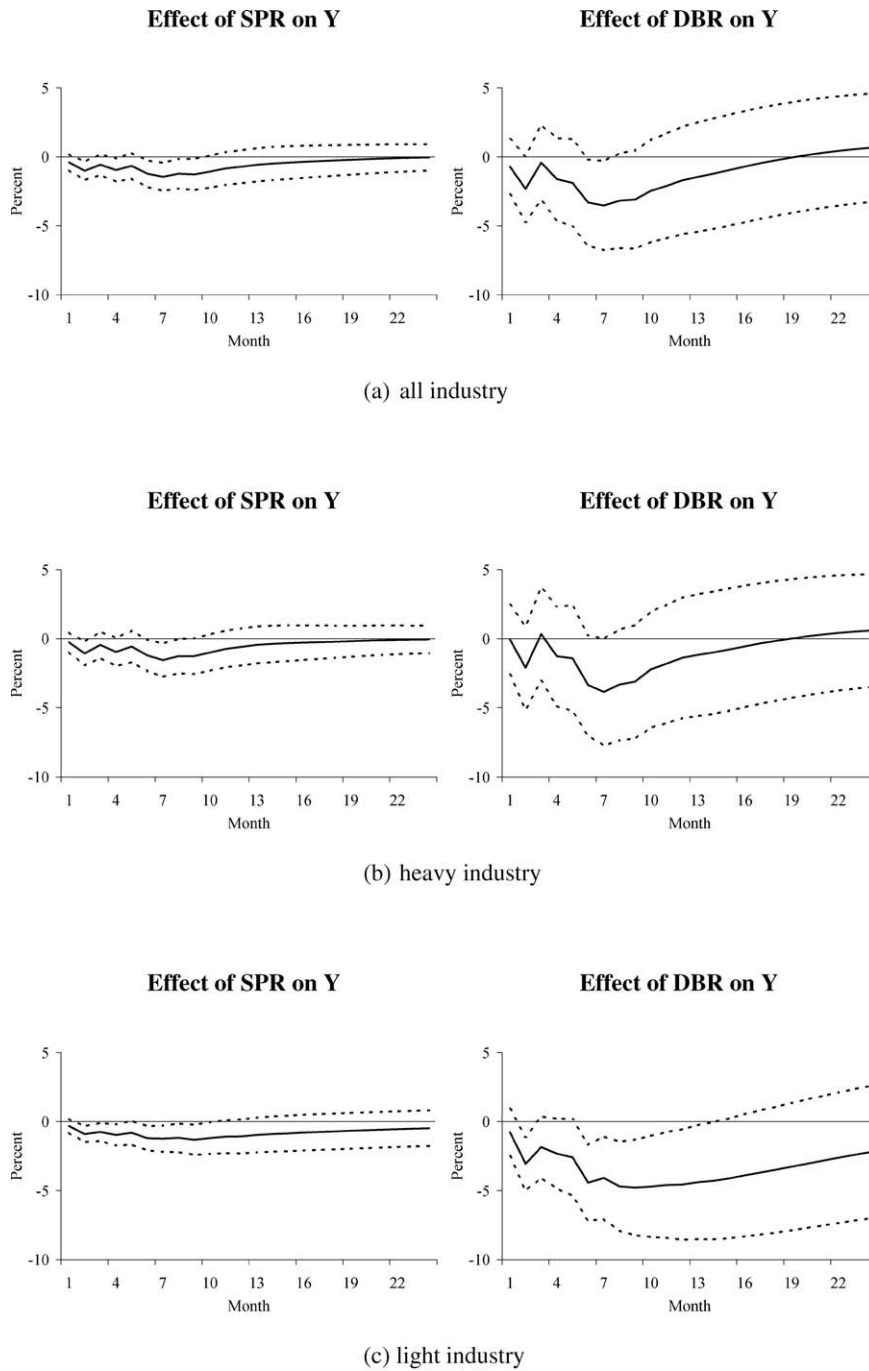 Effect of SPR on Y
Effect of DBR on Y
5
0
-5
-10
Percent
1 4 7 10 13 16 19 22
Month
5
0
-5
-10
Percent
1 4 7 10 13 16 19 22
Month
(a) all industry
Effect of SPR on Y
Effect of DBR on Y
5
0
-5
-10
Percent
1 4 7 10 13 16 19 22
Month
5
0
-5
-10
Percent
1 4 7 10 13 16 19 22
Month
(b) heavy industry
Effect of SPR on Y
Effect of DBR on Y
5
0
-5
-10
Percent
1 4 7 10 13 16 19 22
Month
5
0
-5
-10
Percent
1 4 7 10 13 16 19 22
Month
(c) light industry